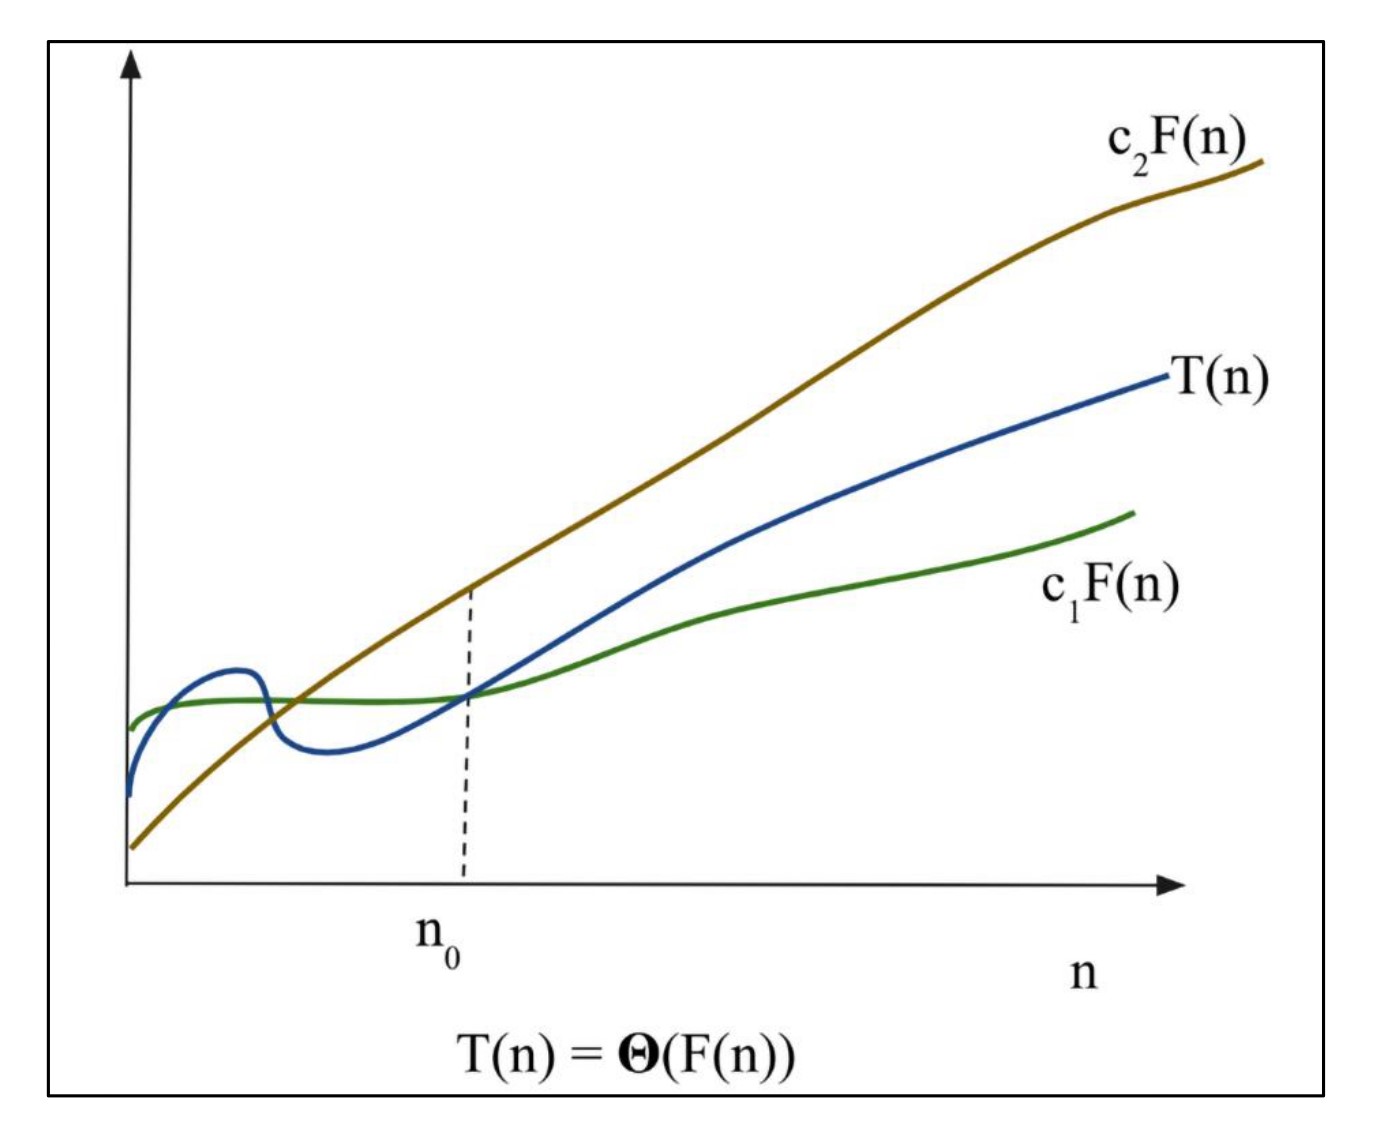 c₂F(n)
T(n)
c₁F(n)
n₀
n
T(n) = Θ(F(n))